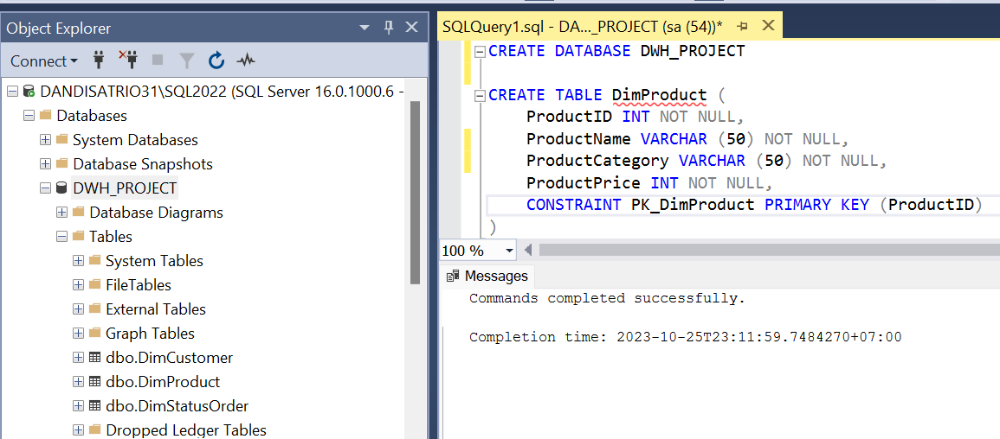 Object Explorer
Connect
DANDISATRIO31\SQL2022 (SQL Server 16.0.1000.6 -
Databases
System Databases
Database Snapshots
DWH_PROJECT
Database Diagrams
Tables
System Tables
FileTables
External Tables
Graph Tables
dbo.DimCustomer
dbo.DimProduct
dbo.DimStatusOrder
Dropped Ledger Tables
SQLQuery1.sql - DA..._PROJECT (sa (54))*
CREATE DATABASE DWH_PROJECT
CREATE TABLE DimProduct (
ProductID INT NOT NULL,
ProductName VARCHAR (50) NOT NULL,
ProductCategory VARCHAR (50) NOT NULL,
ProductPrice INT NOT NULL,
CONSTRAINT PK_DimProduct PRIMARY KEY (ProductID)
)
100 %
Messages
Commands completed successfully.
Completion time: 2023-10-25T23:11:59.7484270+07:00